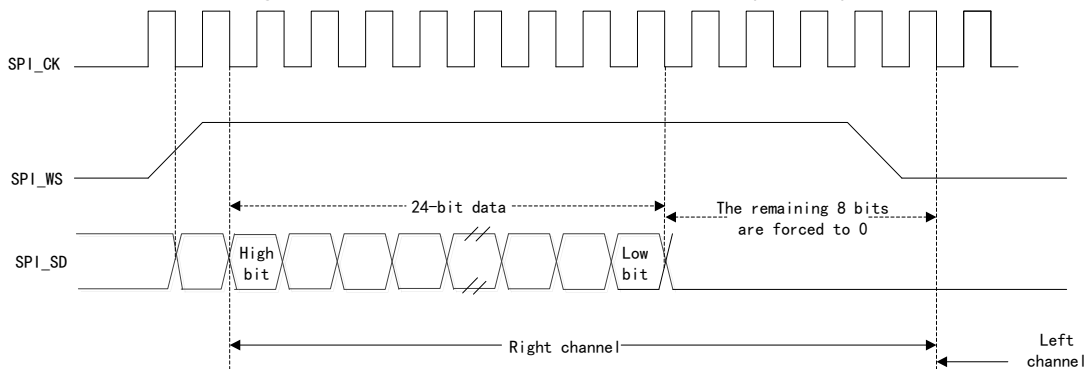 SPI_CK
SPI_WS
24-bit data
The remaining 8 bits
are forced to 0
SPI_SD
High
bit
Low
bit
Right channel
Left
channel